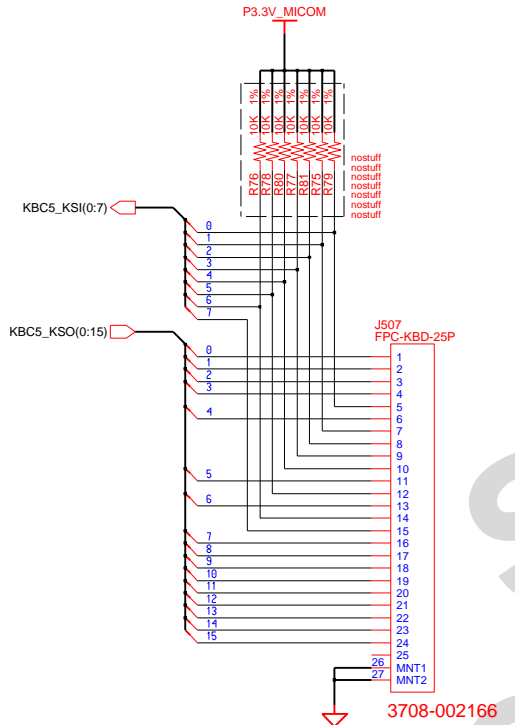 P3.3V_MICOM
10K 1%
10K 1%
10K 1%
10K 1%
10K 1%
10K 1%
10K 1%
R76
R78
R80
R77
R81
R75
R79
nostuff
nostuff
nostuff
nostuff
nostuff
nostuff
nostuff
KBC5_KSI(0:7)
0
1
2
3
4
5
6
7
KBC5_KSO(0:15)
0
1
2
3
4
5
6
7
8
9
10
11
12
13
14
15
J507
FPC-KBD-25P
1
2
3
4
5
6
7
8
9
10
11
12
13
14
15
16
17
18
19
20
21
22
23
24
25
26 MNT1
27 MNT2
3708-002166